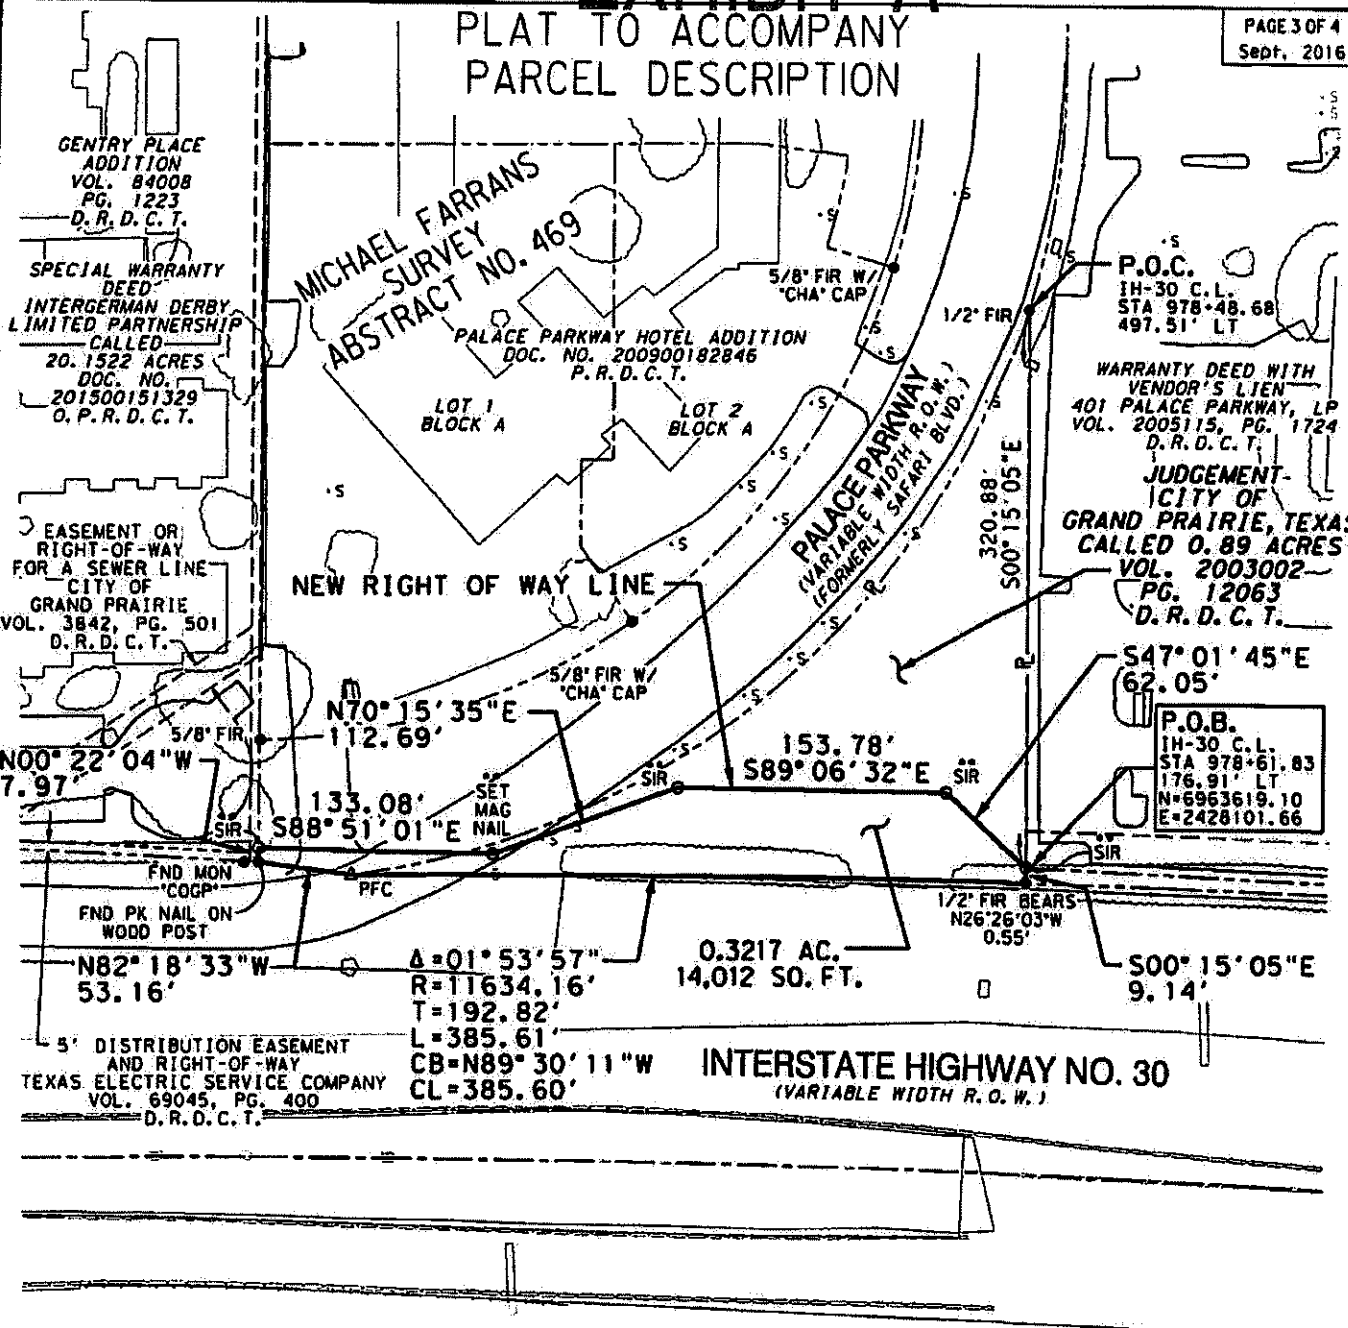 PLAT TO ACCOMPANY
PARCEL DESCRIPTION
PAGE 3 OF 4
Sept. 2016
GENTRY PLACE
ADDITION
VOL. 84008
PG. 1223
D.R.D.C.T.
SPECIAL WARRANTY
DEED
INTERGERMAN DERBY
LIMITED PARTNERSHIP
CALLED
20.1522 ACRES
DOC. NO.
201500151329
O.P.R.D.C.T.
MICHAEL FARRANS
SURVEY
ABSTRACT NO. 469
PALACE PARKWAY HOTEL ADDITION
DOC. NO. 200900182846
P.R.D.C.T.
LOT 1
BLOCK A
LOT 2
BLOCK A
5/8" FIR W/
"CHA" CAP
1/2" FIR
P.O.C.
IH-30 C.L.
STA 978+48.68
497.51' LT
WARRANTY DEED WITH
VENDOR'S LIEN
401 PALACE PARKWAY, LP
VOL. 2005115, PG. 1724
D.R.D.C.T.
JUDGEMENT
CITY OF
GRAND PRAIRIE, TEXAS
CALLED 0.89 ACRES
VOL. 2003002
PG. 12063
D.R.D.C.T.
PALACE PARKWAY
(VARIABLE WIDTH R.O.W.)
(FORMERLY SAFARI BLVD.)
320.88'
S00°15'05"E
EASEMENT OR
RIGHT-OF-WAY
FOR A SEWER LINE
CITY OF
GRAND PRAIRIE
VOL. 3842, PG. 501
D.R.D.C.T.
NEW RIGHT OF WAY LINE
5/8" FIR W/
"CHA" CAP
5/8" FIR
N70°15'35"E
112.69'
N00°22'04"W
7.97'
133.08'
S88°51'01"E
SIR
SET
MAG
NAIL
SIR
153.78'
S89°06'32"E
SIR
S47°01'45"E
62.05'
P.O.B.
IH-30 C.L.
STA 978+61.83
176.91' LT
N=6963619.10
E=2428101.66
SIR
FND MON
"COGP"
PFC
FND PK NAIL ON
WOOD POST
1/2" FIR BEARS
N26°26'03"W
0.55'
N82°18'33"W
53.16'
Δ=01°53'57"
R=11634.16'
T=192.82'
L=385.61'
CB=N89°30'11"W
CL=385.60'
0.3217 AC.
14,012 SQ. FT.
S00°15'05"E
9.14'
5' DISTRIBUTION EASEMENT
AND RIGHT-OF-WAY
TEXAS ELECTRIC SERVICE COMPANY
VOL. 69045, PG. 400
D.R.D.C.T.
INTERSTATE HIGHWAY NO. 30
(VARIABLE WIDTH R.O.W.)